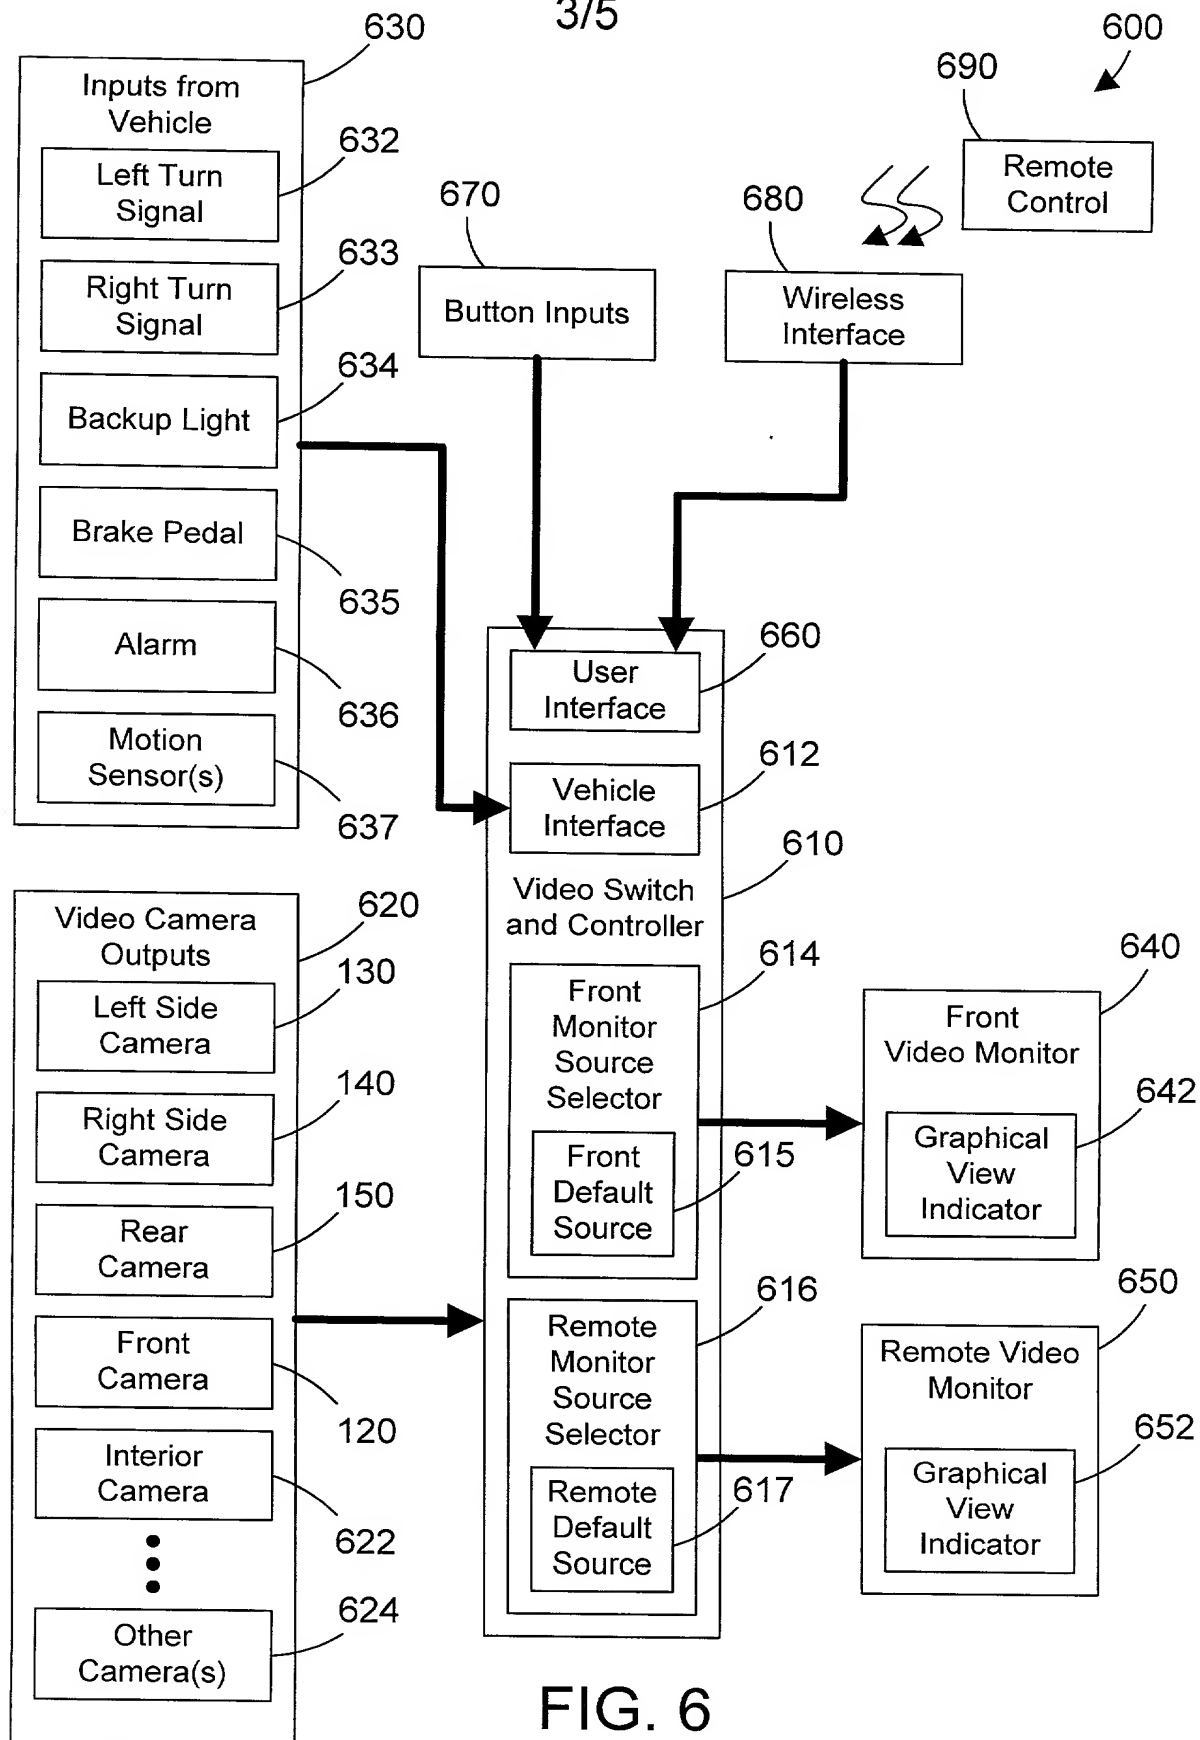 3/5
600
630
Inputs from
Vehicle
632
Left Turn
Signal
633
Right Turn
Signal
634
Backup Light
Brake Pedal
635
Alarm
636
Motion
Sensor(s)
637
670
Button Inputs
680
Wireless
Interface
690
Remote
Control
660
User
Interface
612
Vehicle
Interface
610
Video Switch
and Controller
614
Front
Monitor
Source
Selector
615
Front
Default
Source
616
Remote
Monitor
Source
Selector
617
Remote
Default
Source
620
Video Camera
Outputs
130
Left Side
Camera
140
Right Side
Camera
150
Rear
Camera
Front
Camera
120
Interior
Camera
622
624
Other
Camera(s)
640
Front
Video Monitor
642
Graphical
View
Indicator
650
Remote Video
Monitor
652
Graphical
View
Indicator
FIG. 6